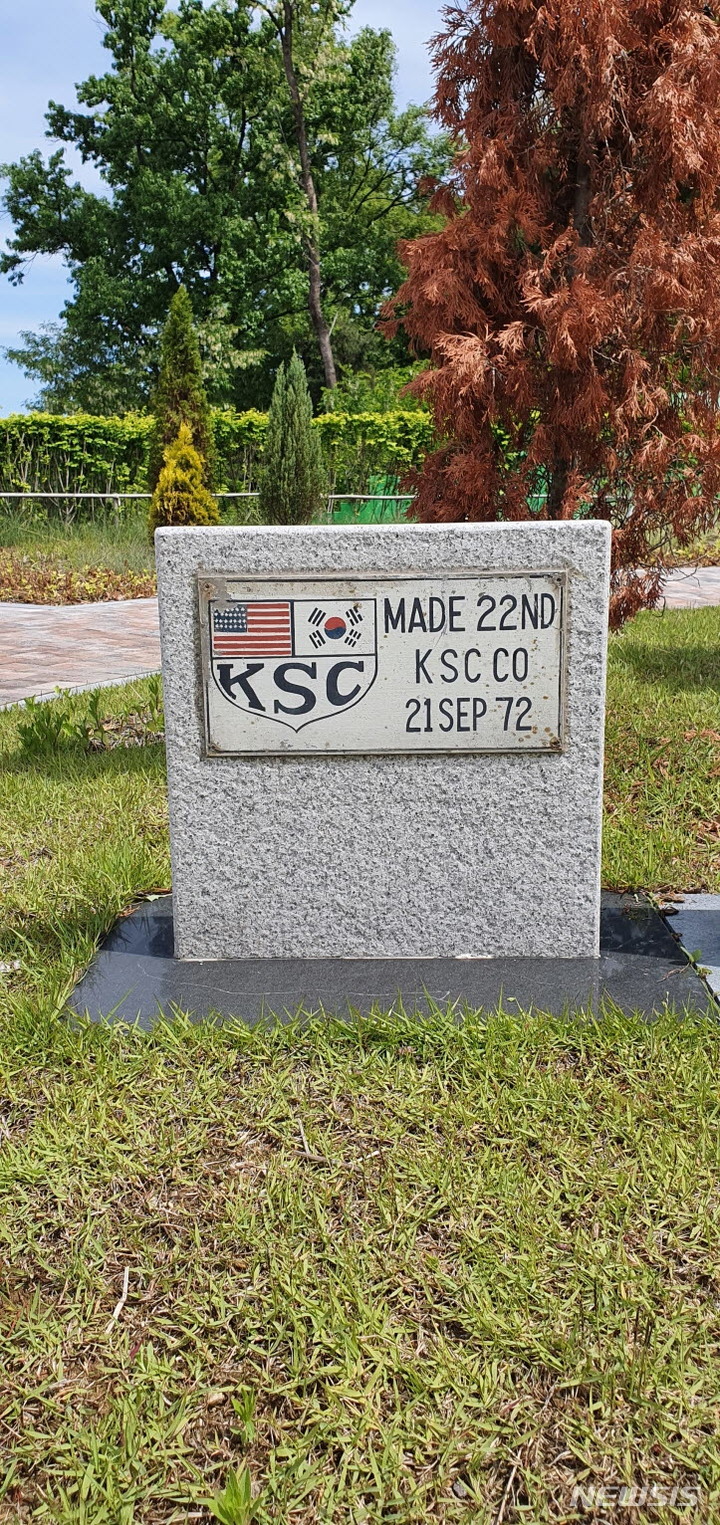 KSC
MADE 22ND
KSC CO
21 SEP 72
NEWSIS